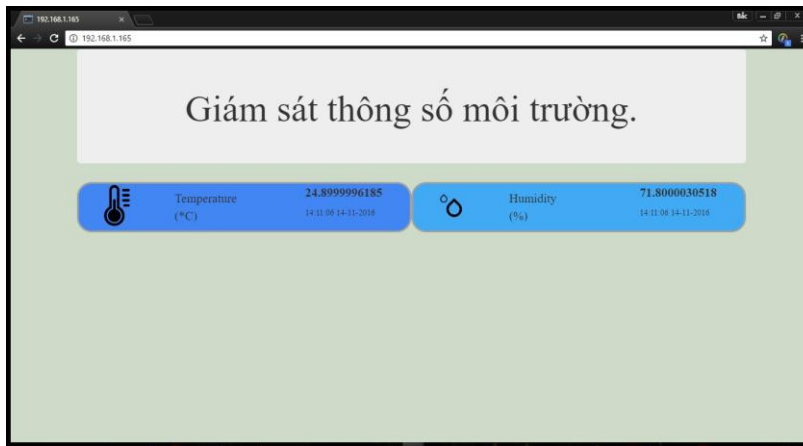 192.168.1.165
192.168.1.165
Giám sát thông số môi trường.
Temperature
(°C)
24.8999996185
14:11:06 14-11-2016
Humidity
(%)
71.8000030518
14:11:06 14-11-2016